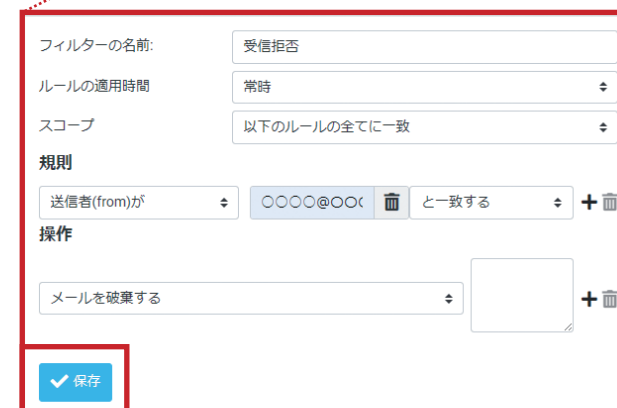 フィルターの名前: 受信拒否
ルールの適用時間 常時
スコープ 以下のルールの全てに一致
規則
送信者(from)が 〇〇〇〇@〇〇 と一致する
操作
メールを破棄する
保存